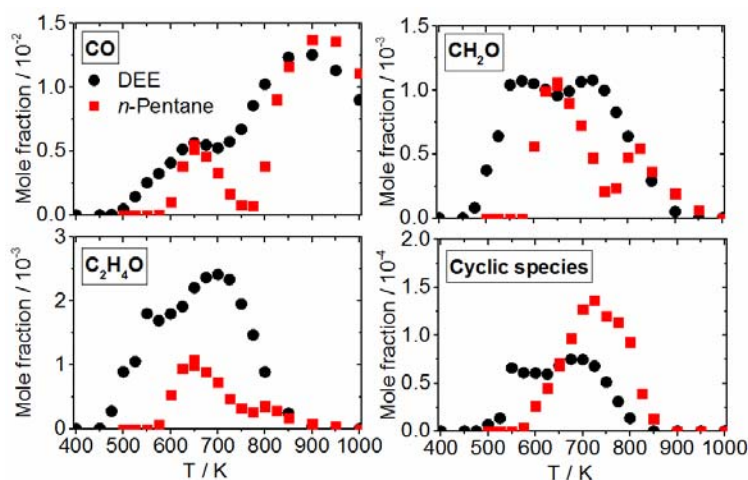 CO
DEE
n-Pentane
Mole fraction / 10⁻²
1.5
1.0
0.5
0.0
CH₂O
Mole fraction / 10⁻³
1.5
1.0
0.5
0.0
C₂H₄O
Mole fraction / 10⁻³
3
2
1
0
400 500 600 700 800 900 1000
T / K
Cyclic species
Mole fraction / 10⁻⁴
2.0
1.5
1.0
0.5
0.0
400 500 600 700 800 900 1000
T / K